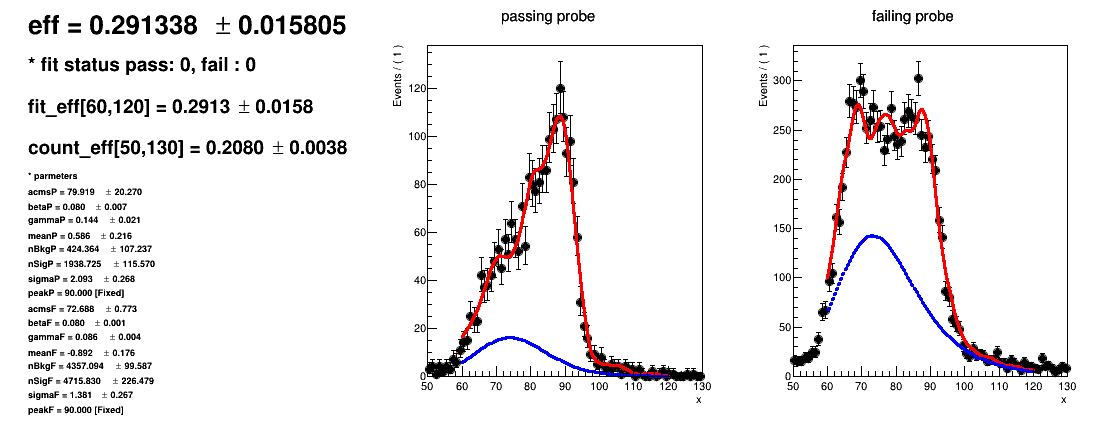 eff = 0.291338 ± 0.015805
* fit status pass: 0, fail : 0
fit_eff[60,120] = 0.2913 ± 0.0158
count_eff[50,130] = 0.2080 ± 0.0038
* parmeters
acmsP = 79.919 ± 20.270
betaP = 0.080 ± 0.007
gammaP = 0.144 ± 0.021
meanP = 0.586 ± 0.216
nBkgP = 424.364 ± 107.237
nSigP = 1938.725 ± 115.570
sigmaP = 2.093 ± 0.268
peakP = 90.000 [Fixed]
acmsF = 72.688 ± 0.773
betaF = 0.080 ± 0.001
gammaF = 0.086 ± 0.004
meanF = -0.892 ± 0.176
nBkgF = 4357.094 ± 99.587
nSigF = 4715.830 ± 226.479
sigmaF = 1.381 ± 0.267
peakF = 90.000 [Fixed]
passing probe
Events / ( 1 )
120
100
80
60
40
20
0
50 60 70 80 90 100 110 120 130
x
failing probe
Events / ( 1 )
300
250
200
150
100
50
0
50 60 70 80 90 100 110 120 130
x